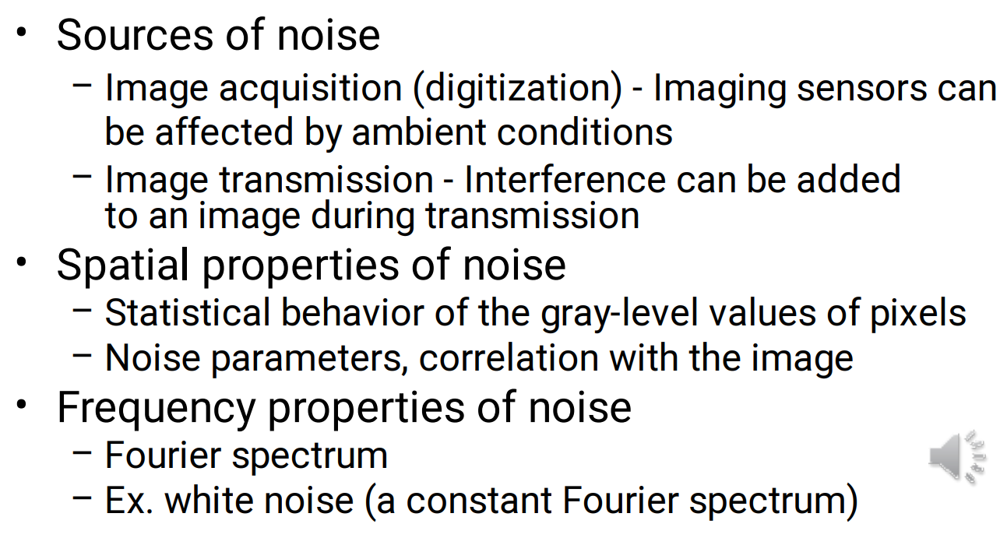 • Sources of noise
– Image acquisition (digitization) - Imaging sensors can
be affected by ambient conditions
– Image transmission - Interference can be added
to an image during transmission
• Spatial properties of noise
– Statistical behavior of the gray-level values of pixels
– Noise parameters, correlation with the image
• Frequency properties of noise
– Fourier spectrum
– Ex. white noise (a constant Fourier spectrum)